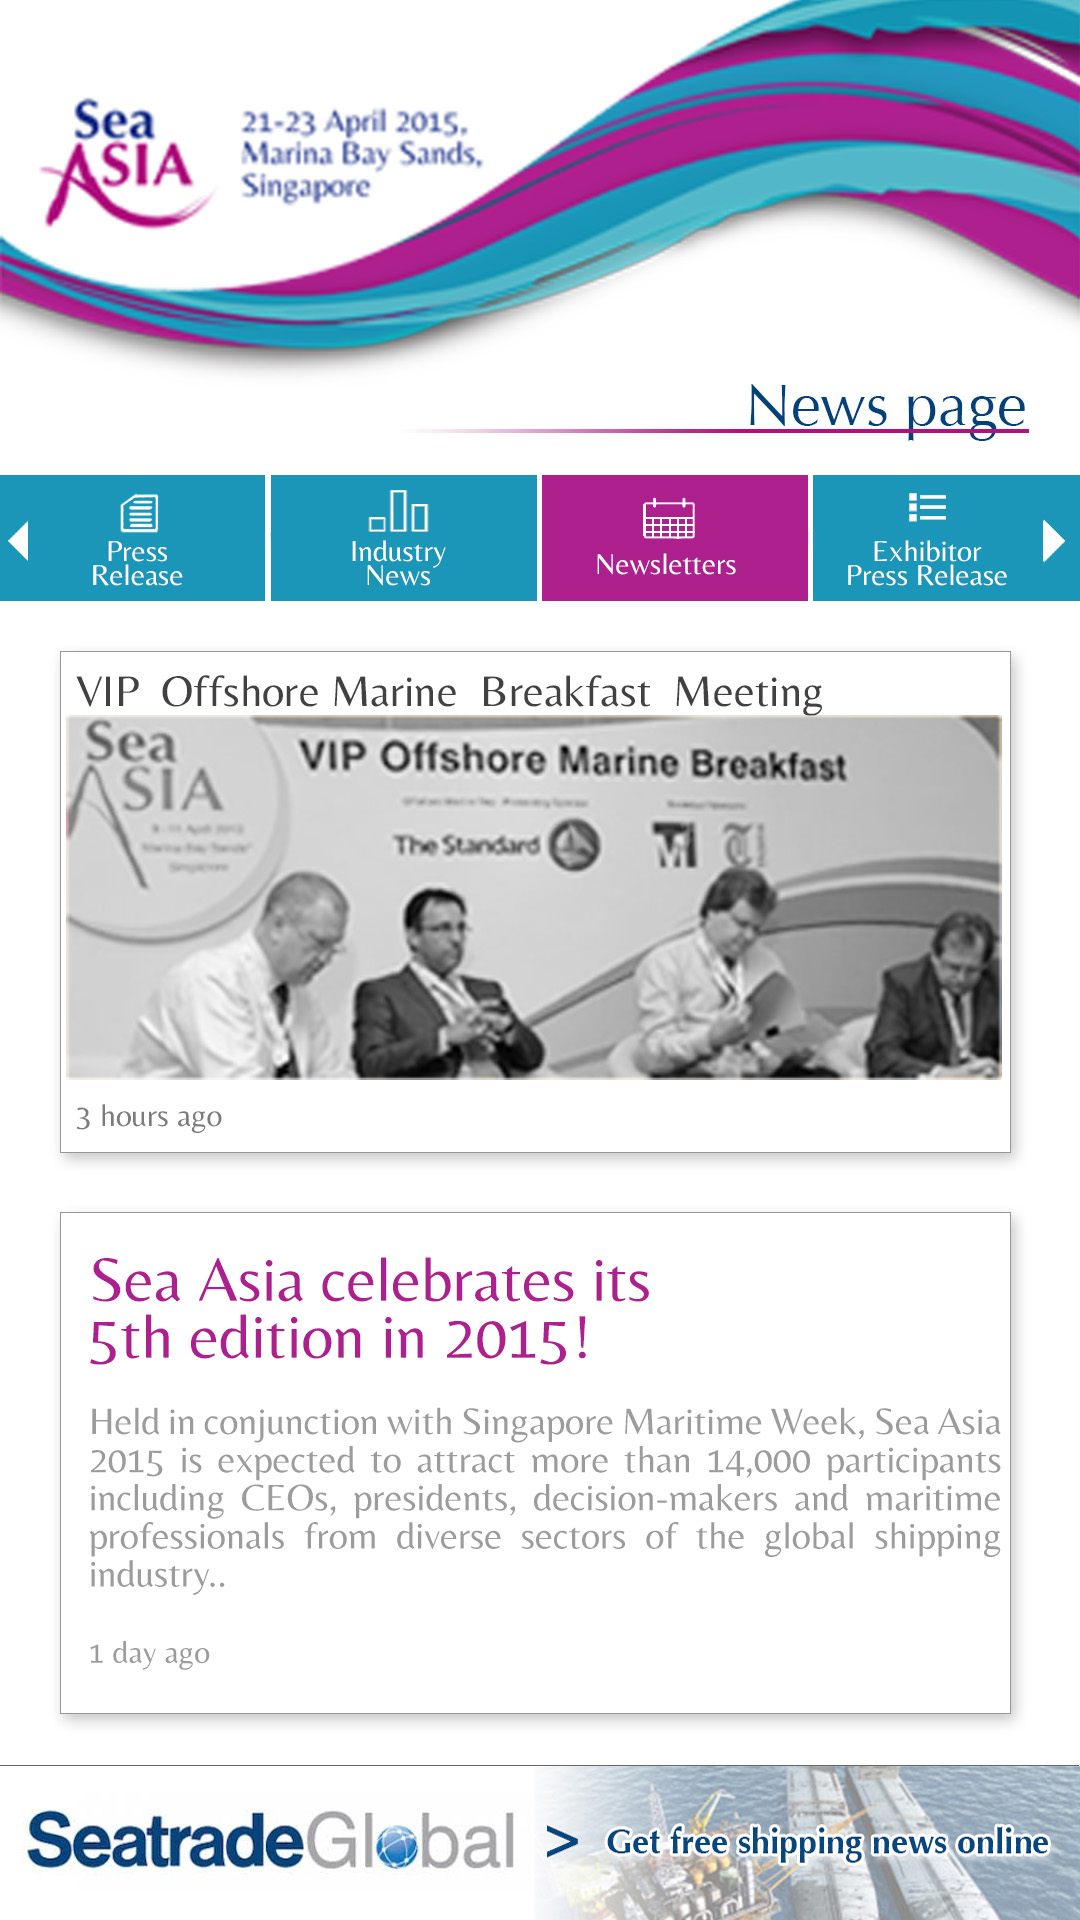 Sea
ASIA
21-23 April 2015,
Marina Bay Sands,
Singapore
News page
Press
Release
Industry
News
Newsletters
Exhibitor
Press Release
VIP Offshore Marine Breakfast Meeting
Sea
ASIA
VIP Offshore Marine Breakfast
The Standard
Marina Bay Sands
Singapore
3 hours ago
Sea Asia celebrates its
5th edition in 2015!
Held in conjunction with Singapore Maritime Week, Sea Asia
2015 is expected to attract more than 14,000 participants
including CEOs, presidents, decision-makers and maritime
professionals from diverse sectors of the global shipping
industry..
1 day ago
SeatradeGlobal
> Get free shipping news online